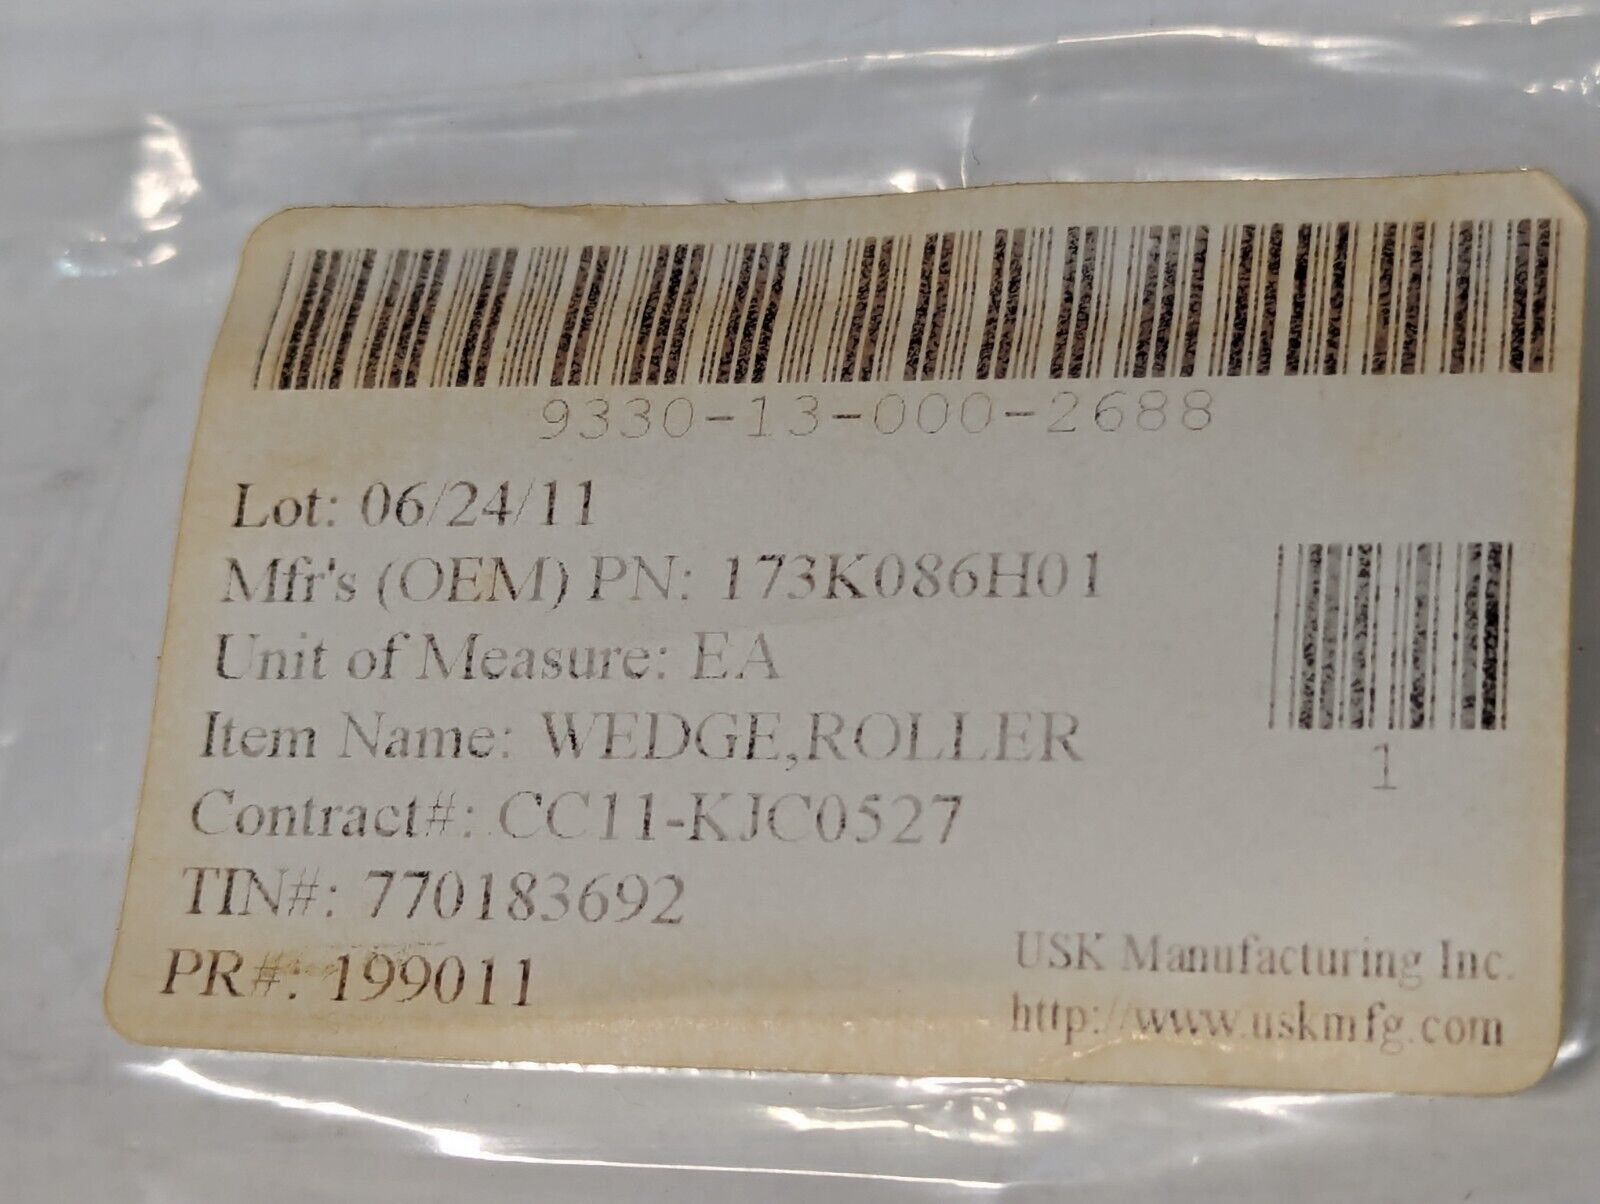 9330-13-000-2688
Lot: 06/24/11
Mfr's (OEM) PN: 173K086H01
Unit of Measure: EA
Item Name: WEDGE,ROLLER
1
Contract#: CC11-KJC0527
TIN#: 770183692
PR#: 199011
USK Manufacturing Inc.
http://www.uskmfg.com